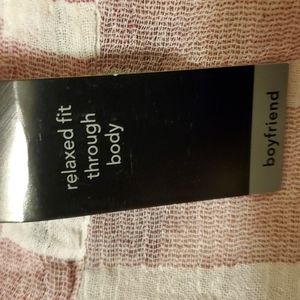 relaxed fit
through
body
boyfriend